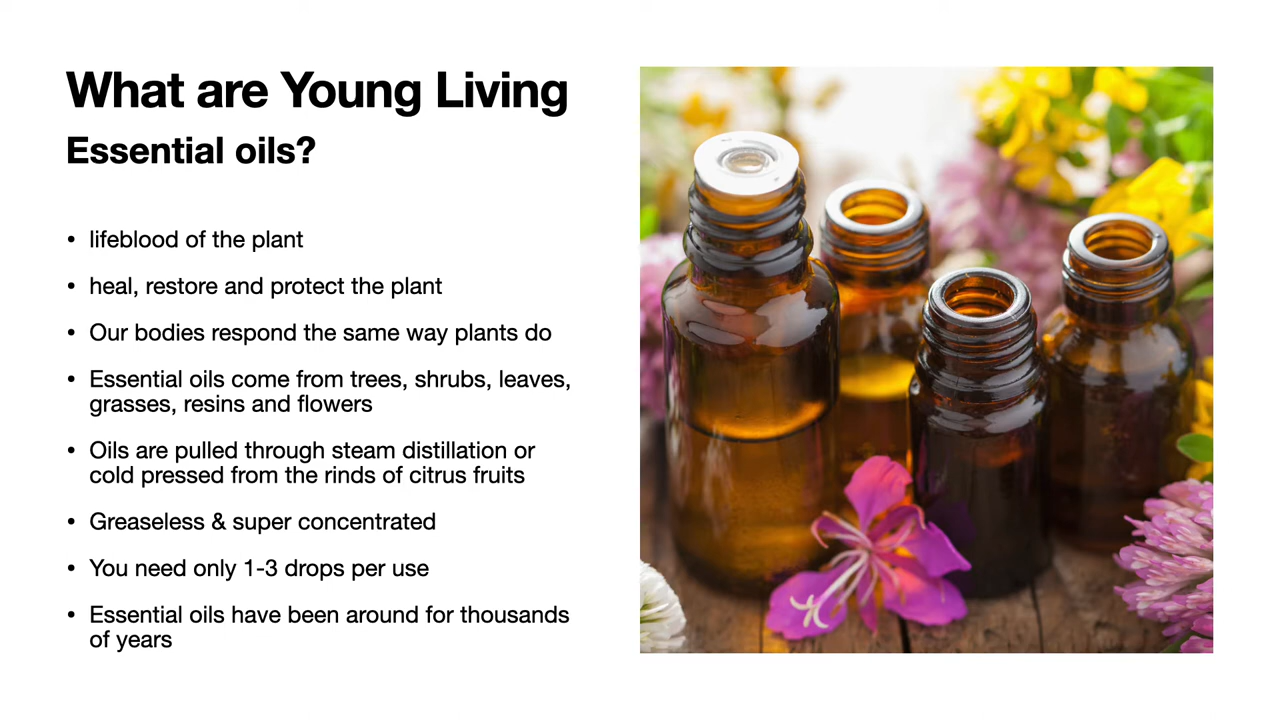 What are Young Living
Essential oils?
• lifeblood of the plant
• heal, restore and protect the plant
• Our bodies respond the same way plants do
• Essential oils come from trees, shrubs, leaves,
grasses, resins and flowers
• Oils are pulled through steam distillation or
cold pressed from the rinds of citrus fruits
• Greaseless & super concentrated
• You need only 1-3 drops per use
• Essential oils have been around for thousands
of years